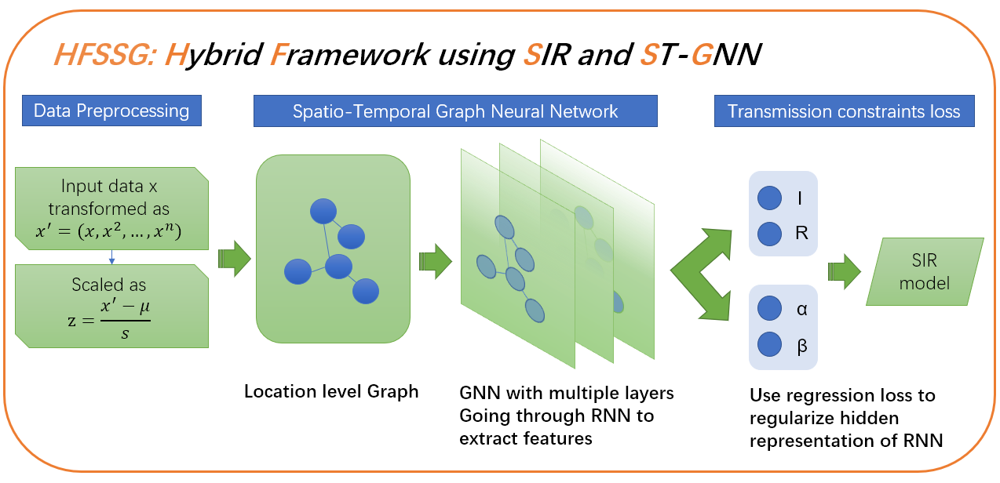 HFSSG: Hybrid Framework using SIR and ST-GNN
Data Preprocessing
Spatio-Temporal Graph Neural Network
Transmission constraints loss
Input data x
transformed as
x′ = (x, x², …, xⁿ)
Scaled as
z = (x′ − μ) / s
Location level Graph
GNN with multiple layers
Going through RNN to
extract features
I
R
α
β
Use regression loss to
regularize hidden
representation of RNN
SIR
model